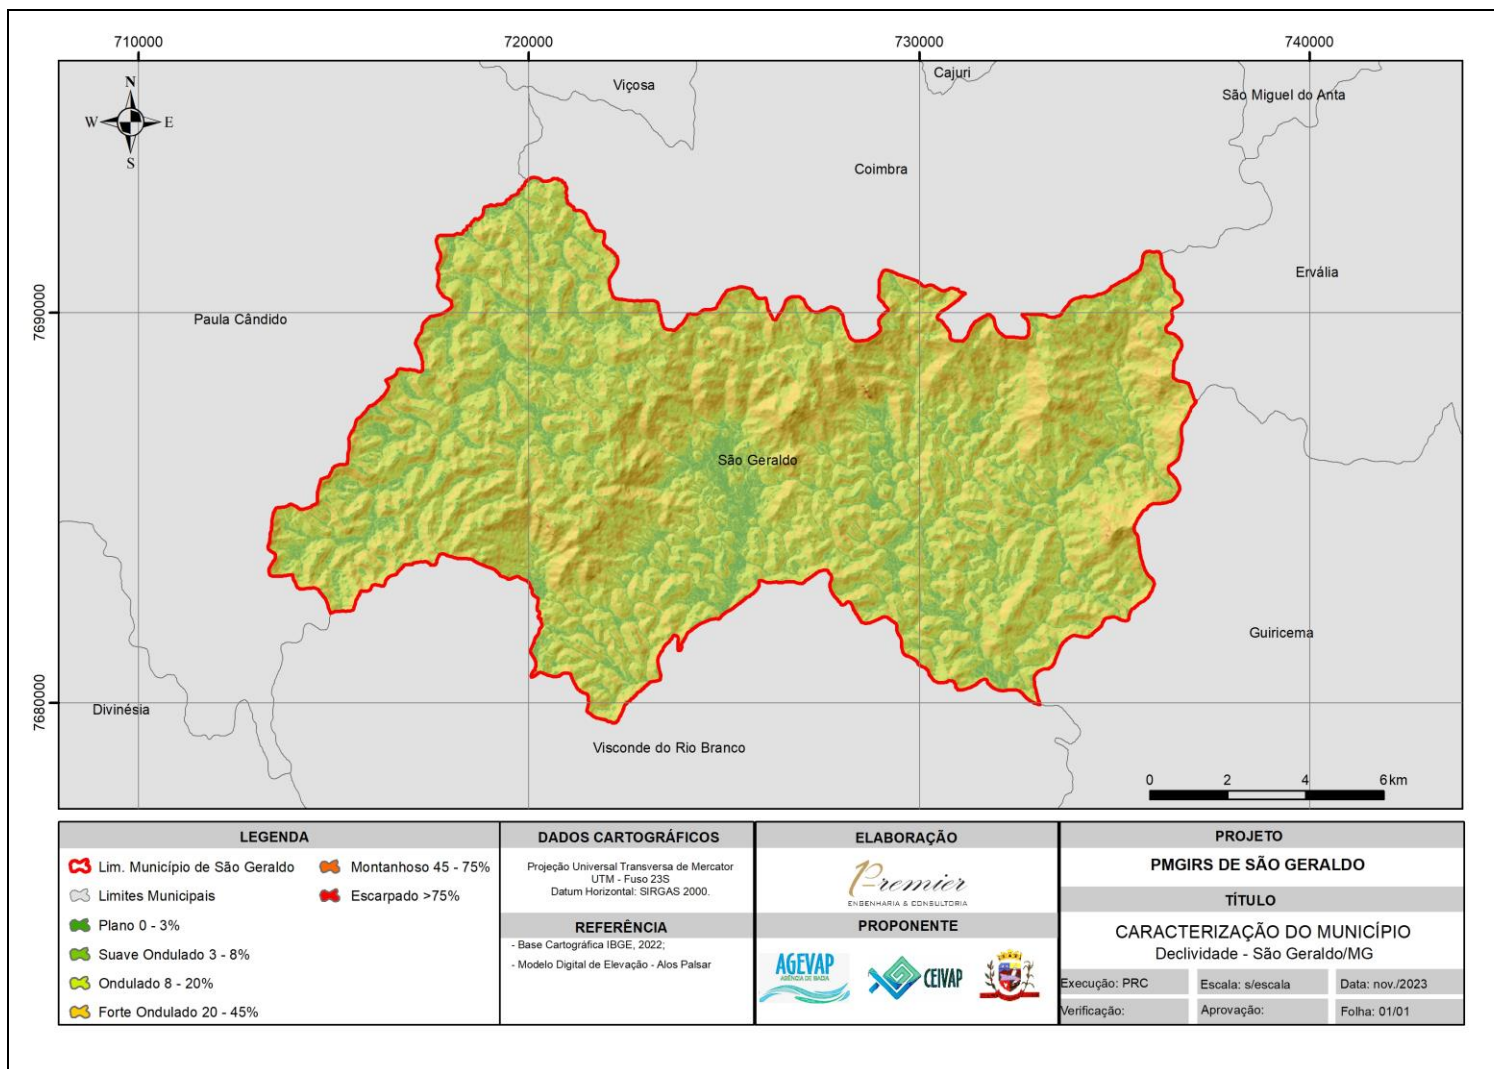 710000
720000
730000
740000
N
W
E
S
Viçosa
Cajuri
São Miguel do Anta
Coimbra
Ervália
7690000
Paula Cândido
São Geraldo
Guiricema
7680000
Divinésia
Visconde do Rio Branco
0 2 4 6 km
LEGENDA
Lim. Município de São Geraldo
Limites Municipais
Plano 0 - 3%
Suave Ondulado 3 - 8%
Ondulado 8 - 20%
Forte Ondulado 20 - 45%
Montanhoso 45 - 75%
Escarpado >75%
DADOS CARTOGRÁFICOS
Projeção Universal Transversa de Mercator
UTM - Fuso 23S
Datum Horizontal: SIRGAS 2000.
REFERÊNCIA
- Base Cartográfica IBGE, 2022;
- Modelo Digital de Elevação - Alos Palsar
ELABORAÇÃO
Premier
ENGENHARIA & CONSULTORIA
PROPONENTE
AGEVAP
AGÊNCIA DE BACIA
CEIVAP
PROJETO
PMGIRS DE SÃO GERALDO
TÍTULO
CARACTERIZAÇÃO DO MUNICÍPIO
Declividade - São Geraldo/MG
Execução: PRC
Escala: s/escala
Data: nov./2023
Verificação:
Aprovação:
Folha: 01/01